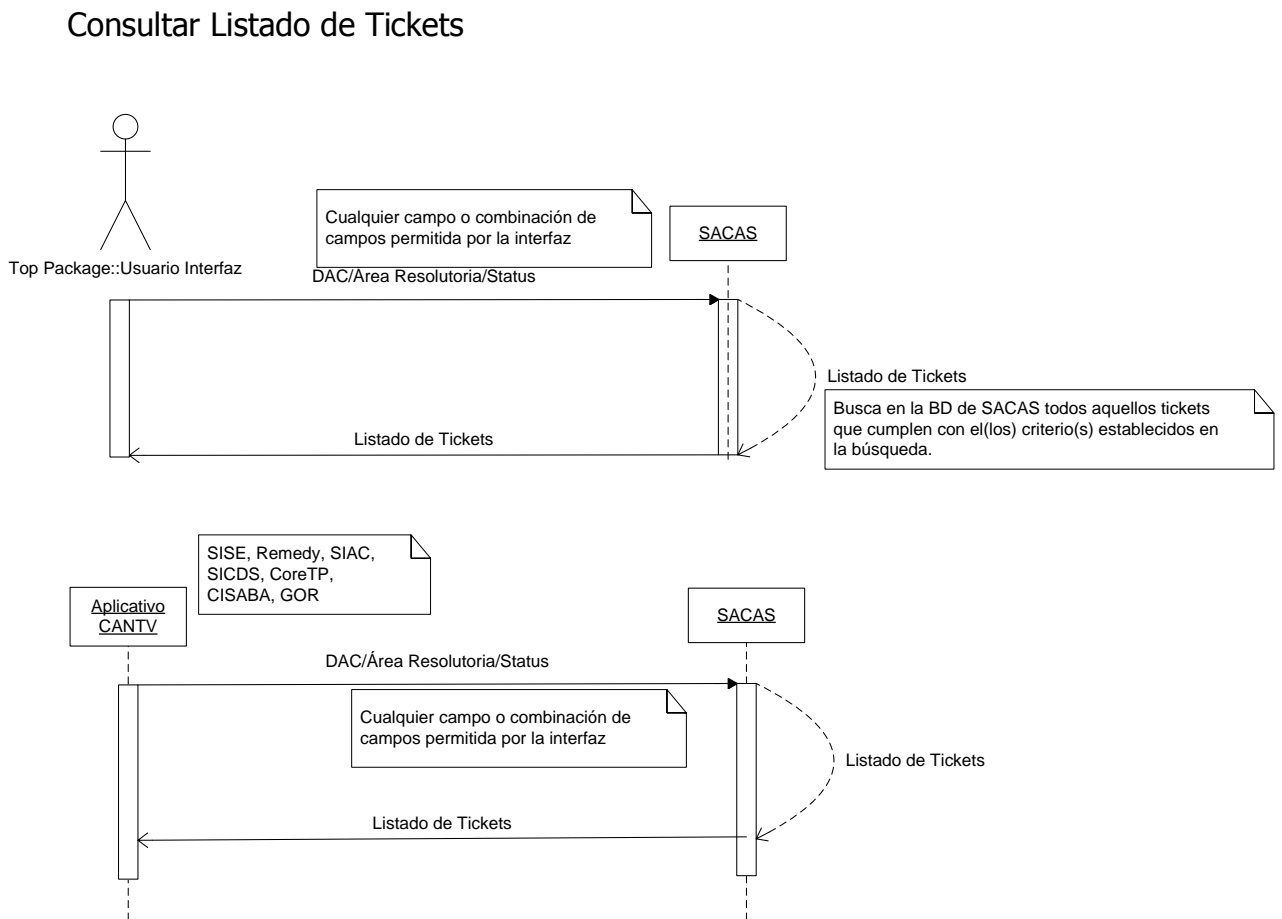 Consultar Listado de Tickets
Cualquier campo o combinación de
campos permitida por la interfaz
SACAS
Top Package::Usuario Interfaz
DAC/Área Resolutoria/Status
Listado de Tickets
Busca en la BD de SACAS todos aquellos tickets
que cumplen con el(los) criterio(s) establecidos en
la búsqueda.
Listado de Tickets
SISE, Remedy, SIAC,
SICDS, CoreTP,
CISABA, GOR
Aplicativo
CANTV
SACAS
DAC/Área Resolutoria/Status
Cualquier campo o combinación de
campos permitida por la interfaz
Listado de Tickets
Listado de Tickets